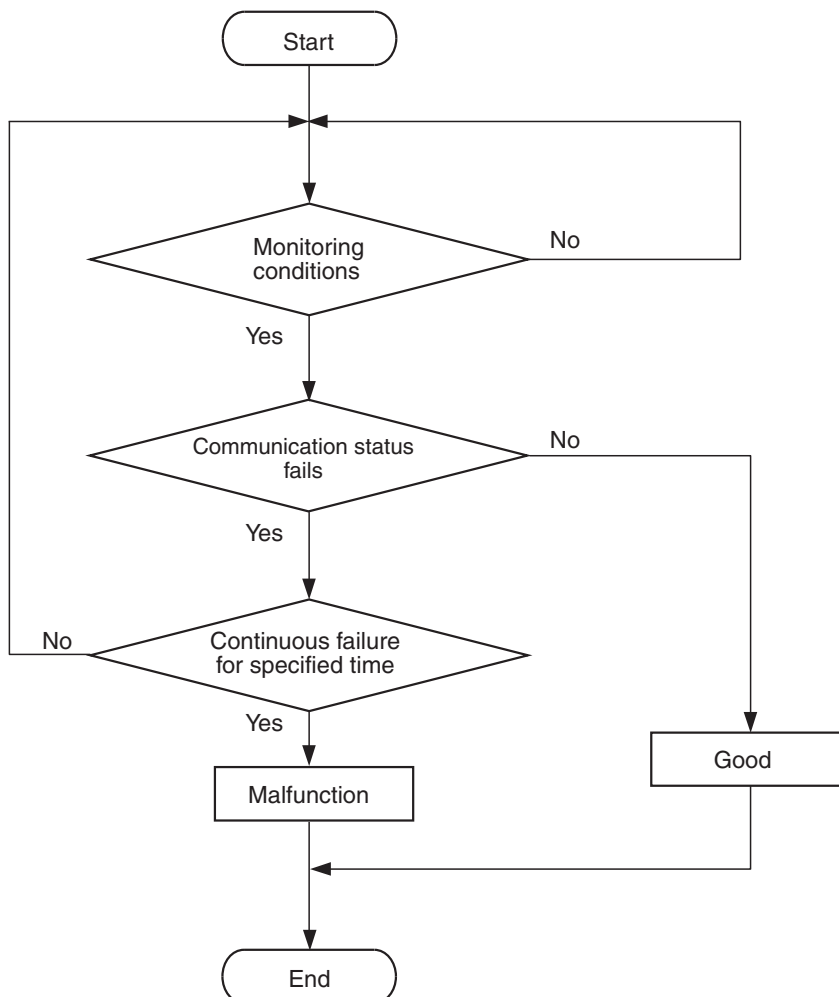 Start
Monitoring
conditions
No
Yes
Communication status
fails
No
Yes
Continuous failure
for specified time
No
Yes
Malfunction
Good
End